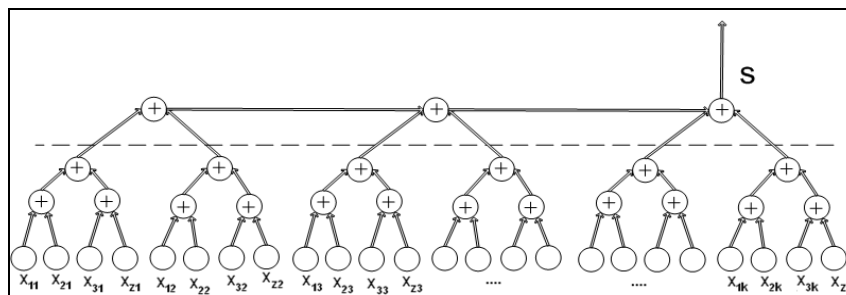 S
+ + +
+ + + + + +
+ + + + + + + + + + + +
X11 X21 X31 Xz1 X12 X22 X32 Xz2 X13 X23 X33 Xz3 .... .... X1k X2k X3k